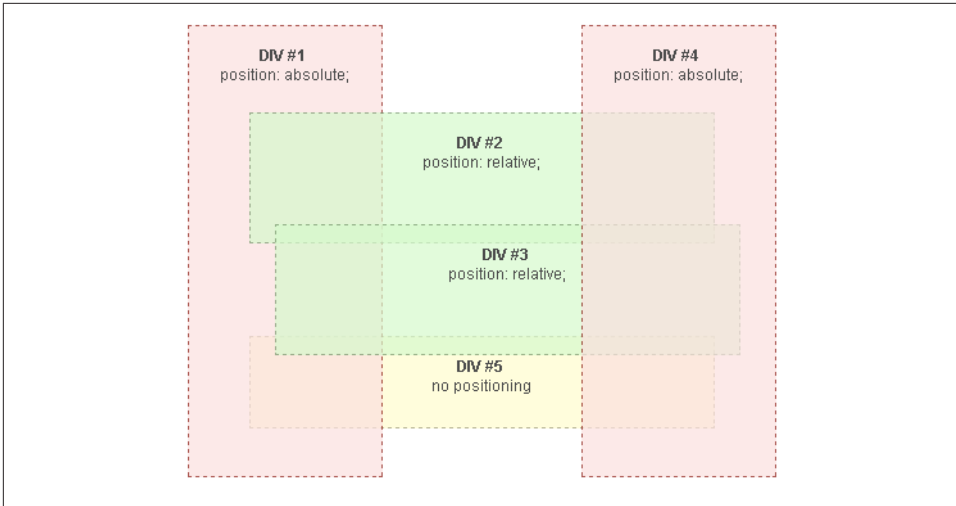 DIV #1
position: absolute;
DIV #4
position: absolute;
DIV #2
position: relative;
DIV #3
position: relative;
DIV #5
no positioning